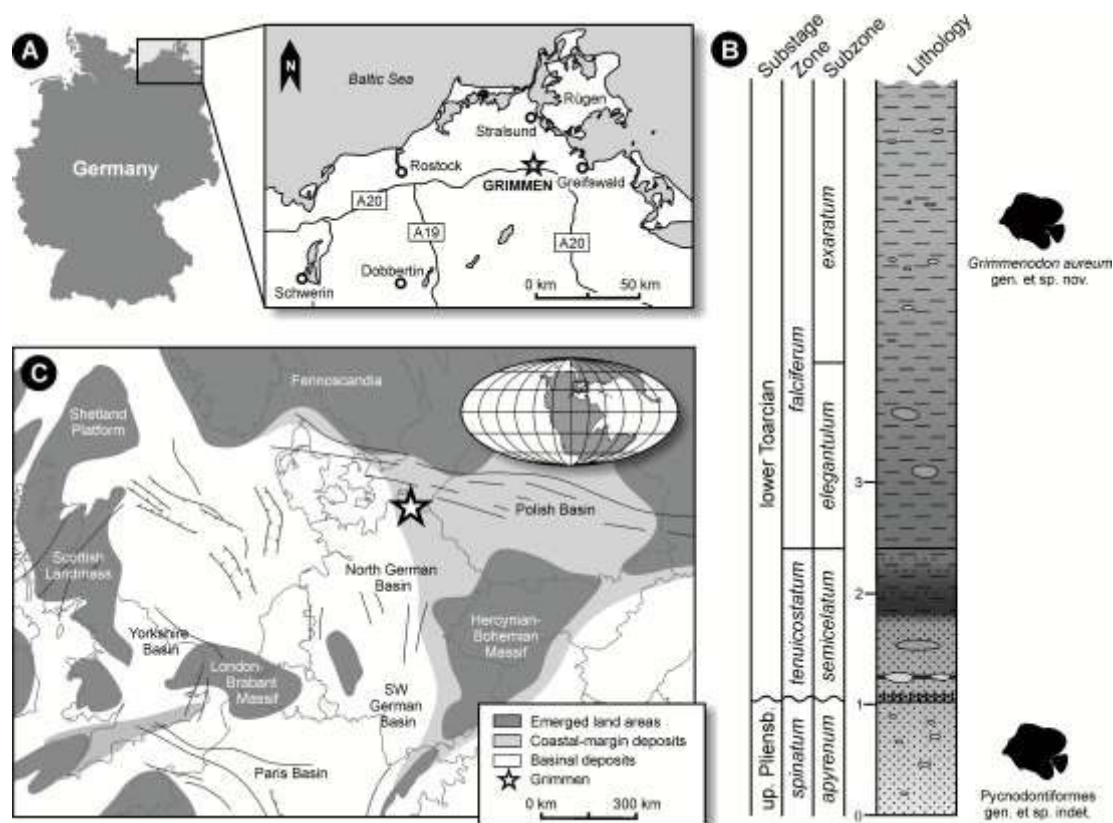 A
Germany
N
Baltic Sea
Rügen
Stralsund
Rostock
GRIMMEN
Greifswald
A20
A19
A20
Dobbertin
Schwerin
0 km
50 km
B
Substage
Zone
Subzone
Lithology
lower Toarcian
up. Pliensb.
falciferum
tenuicostatum
spinatum
exaratum
elegantulum
semicelatum
apyrenum
3
2
1
0
Grimmenodon aureum
gen. et sp. nov.
Pycnodontiformes
gen. et sp. indet.
C
Fennoscandia
Shetland
Platform
Polish Basin
Scottish
Landmass
North German
Basin
Yorkshire
Basin
Hercynian-
Bohemian
Massif
London-
Brabant
Massif
SW
German
Basin
Paris Basin
Emerged land areas
Coastal-margin deposits
Basinal deposits
Grimmen
0 km
300 km